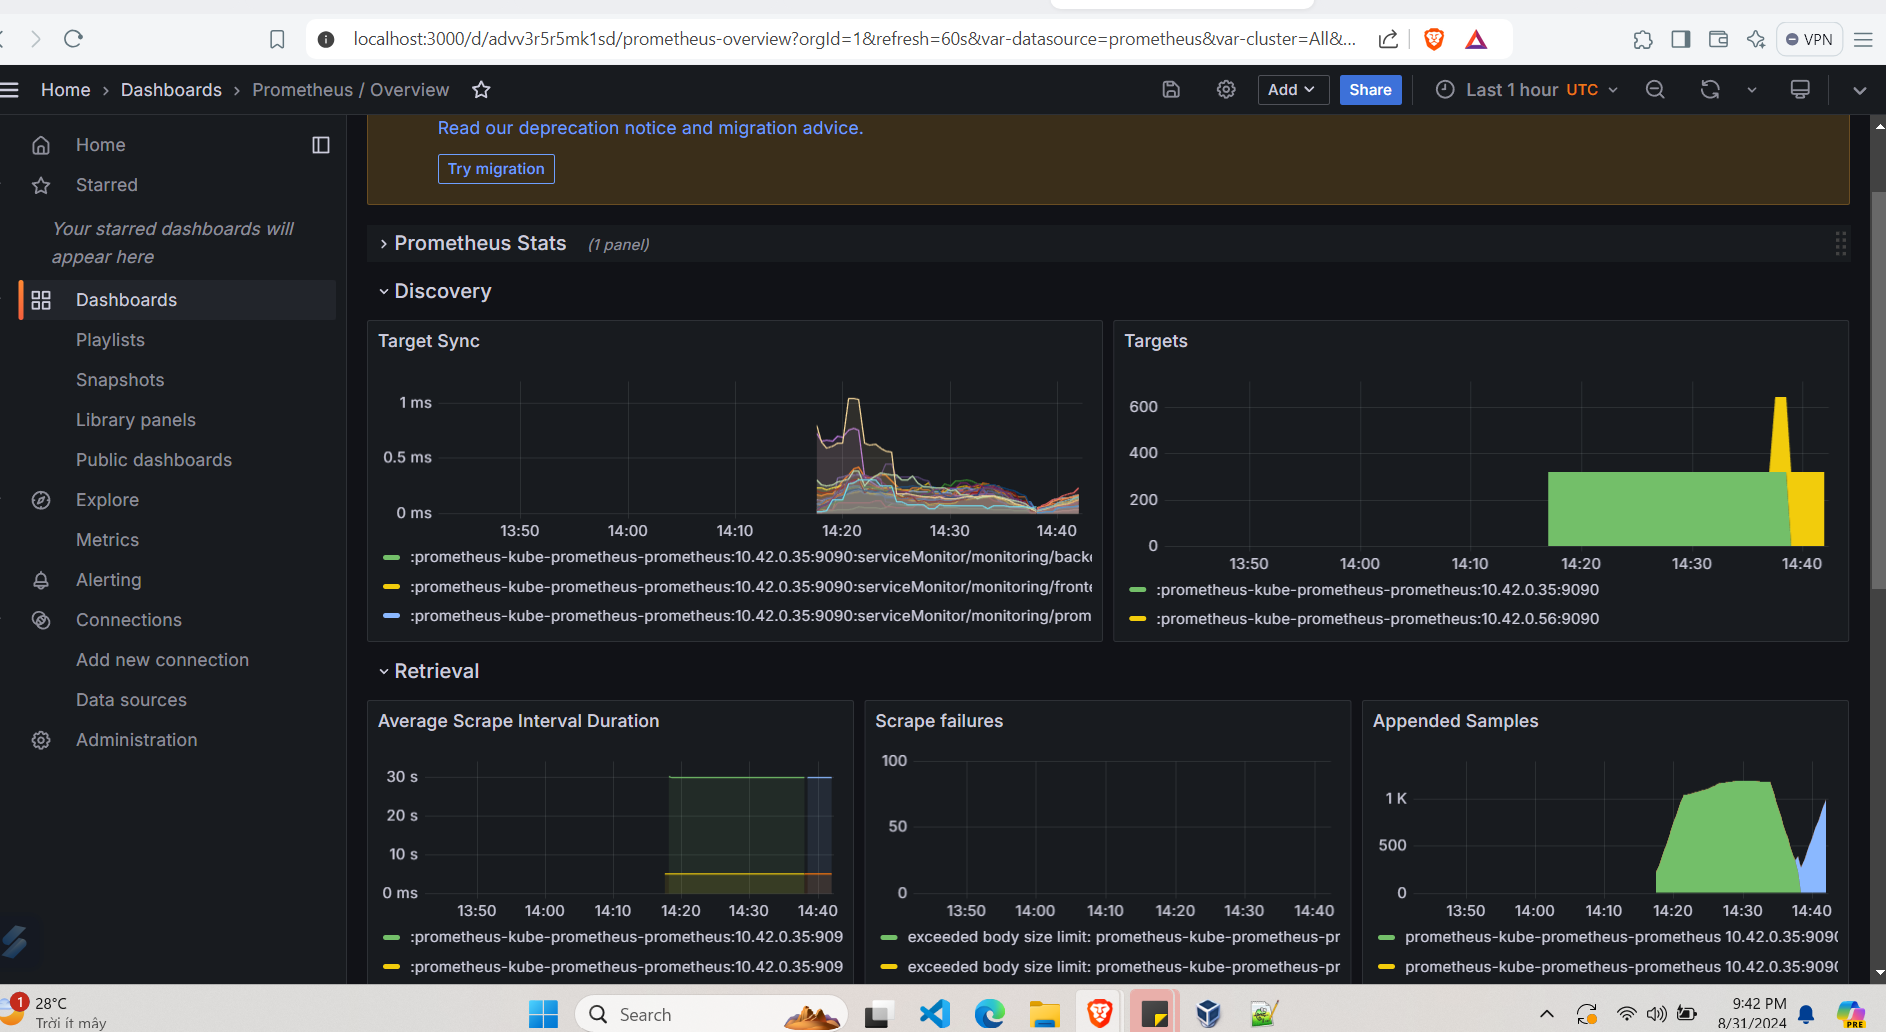 localhost:3000/d/advv3r5r5mk1sd/prometheus-overview?orgId=1&refresh=60s&var-datasource=prometheus&var-cluster=All&...
VPN
Home › Dashboards › Prometheus / Overview
Add
Share
Last 1 hour UTC
Home
Starred
Your starred dashboards will
appear here
Dashboards
Playlists
Snapshots
Library panels
Public dashboards
Explore
Metrics
Alerting
Connections
Add new connection
Data sources
Administration
Read our deprecation notice and migration advice.
Try migration
Prometheus Stats (1 panel)
Discovery
Target Sync
1 ms
0.5 ms
0 ms
13:50 14:00 14:10 14:20 14:30 14:40
:prometheus-kube-prometheus-prometheus:10.42.0.35:9090:serviceMonitor/monitoring/backe
:prometheus-kube-prometheus-prometheus:10.42.0.35:9090:serviceMonitor/monitoring/fronte
:prometheus-kube-prometheus-prometheus:10.42.0.35:9090:serviceMonitor/monitoring/prom
Targets
600
400
200
0
13:50 14:00 14:10 14:20 14:30 14:40
:prometheus-kube-prometheus-prometheus:10.42.0.35:9090
:prometheus-kube-prometheus-prometheus:10.42.0.56:9090
Retrieval
Average Scrape Interval Duration
30 s
20 s
10 s
0 ms
13:50 14:00 14:10 14:20 14:30 14:40
:prometheus-kube-prometheus-prometheus:10.42.0.35:909
:prometheus-kube-prometheus-prometheus:10.42.0.35:909
Scrape failures
100
50
0
13:50 14:00 14:10 14:20 14:30 14:40
exceeded body size limit: prometheus-kube-prometheus-pr
exceeded body size limit: prometheus-kube-prometheus-pr
Appended Samples
1 K
500
0
13:50 14:00 14:10 14:20 14:30 14:40
prometheus-kube-prometheus-prometheus 10.42.0.35:9090
prometheus-kube-prometheus-prometheus 10.42.0.35:9090
1
28°C
Trời ít mây
Search
PRE
9:42 PM
8/31/2024